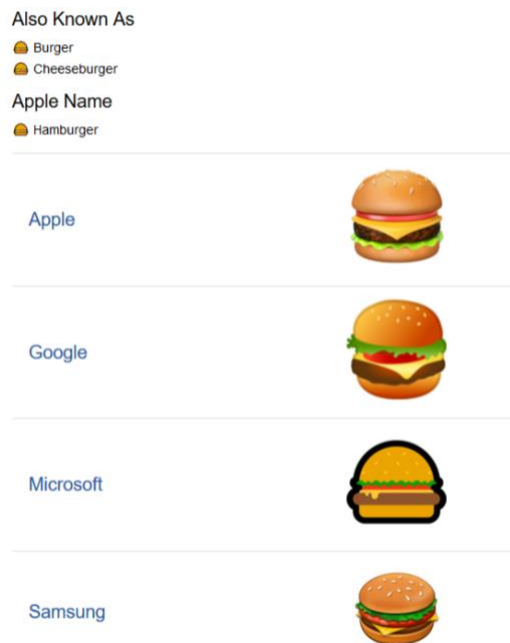 Also Known As
Burger
Cheeseburger
Apple Name
Hamburger
Apple
Google
Microsoft
Samsung